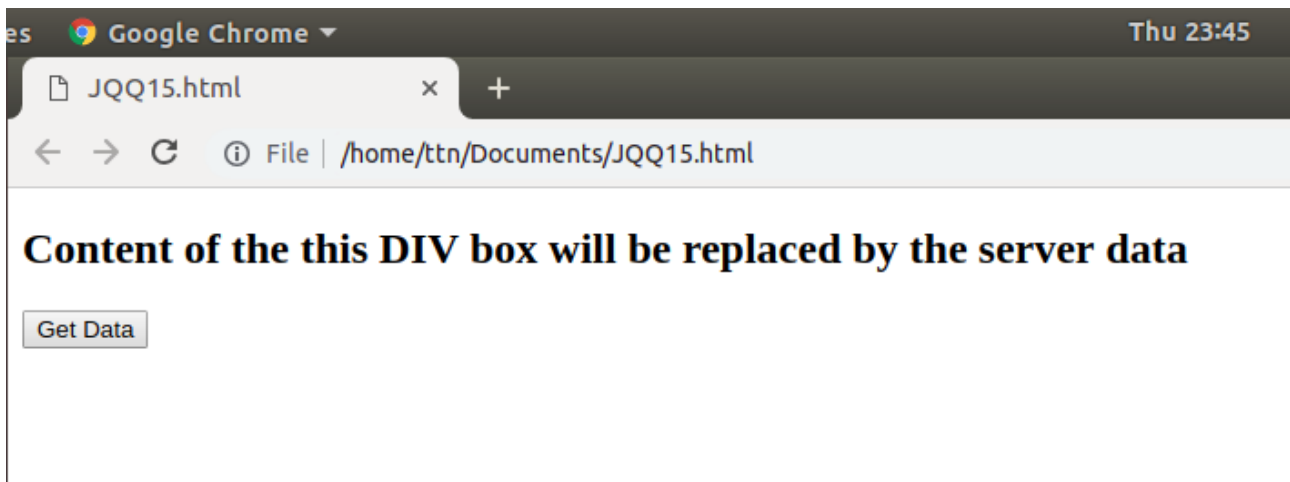 es Google Chrome Thu 23:45
JQQ15.html
File /home/ttn/Documents/JQQ15.html
Content of the this DIV box will be replaced by the server data
Get Data